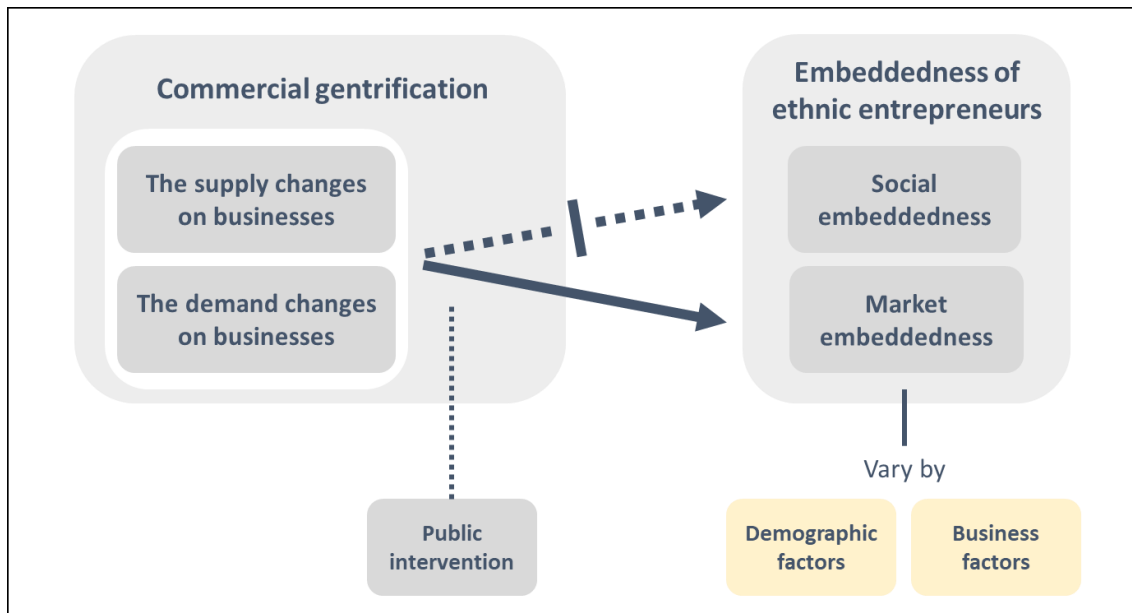 Commercial gentrification
The supply changes
on businesses
The demand changes
on businesses
Public
intervention
Embeddedness of
ethnic entrepreneurs
Social
embeddedness
Market
embeddedness
Vary by
Demographic
factors
Business
factors